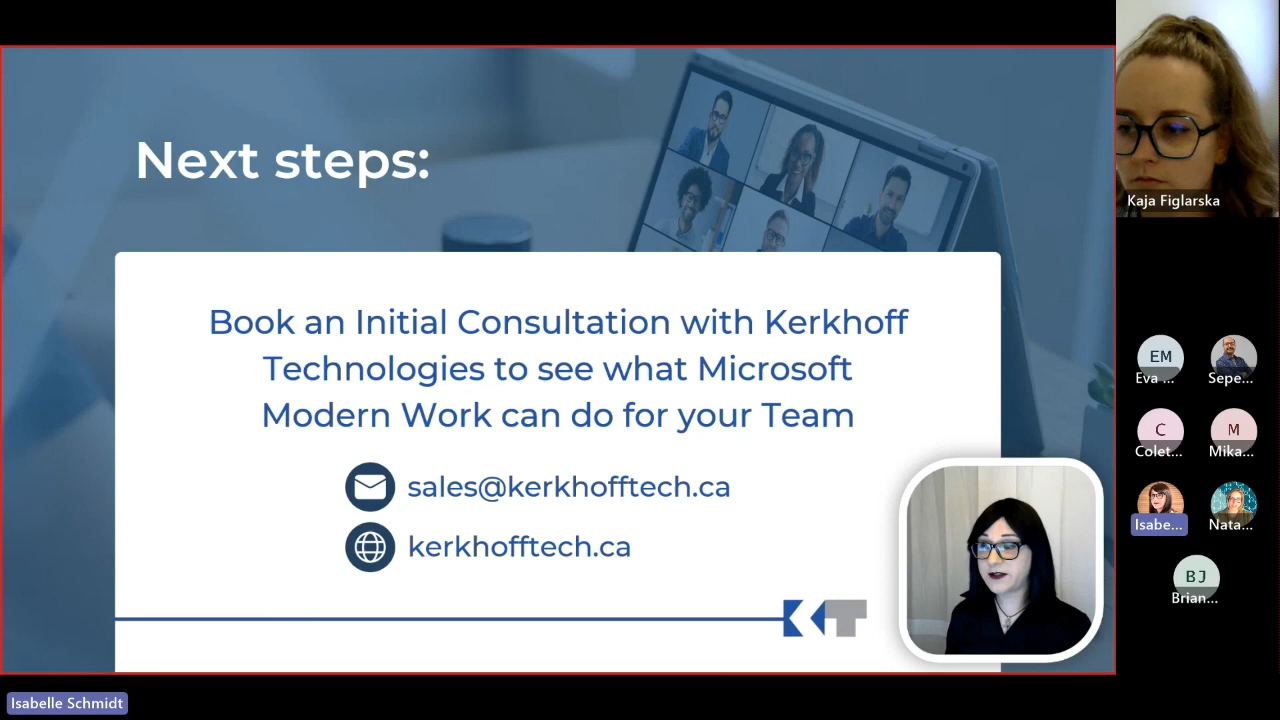 Next steps:
Book an Initial Consultation with Kerkhoff
Technologies to see what Microsoft
Modern Work can do for your Team
sales@kerkhofftech.ca
kerkhofftech.ca
KT
Isabelle Schmidt
Kaja Figlarska
EM
Eva ...
Sepe...
C
Colet...
M
Mika...
Isabe...
Nata...
BJ
Brian...